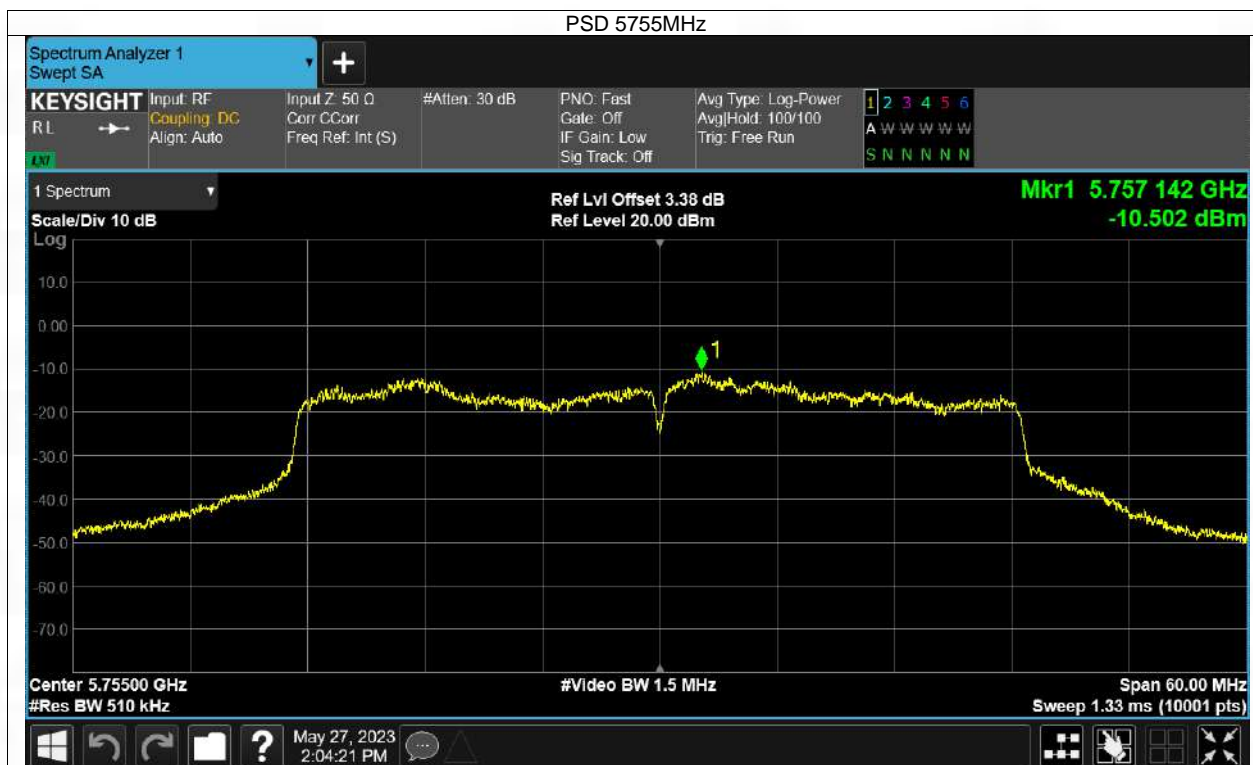 PSD 5755MHz
Spectrum Analyzer 1
Swept SA
KEYSIGHT
RL
LXI
Input: RF
Coupling: DC
Align: Auto
Input Z: 50 Ω
Corr CCorr
Freq Ref: Int (S)
#Atten: 30 dB
PNO: Fast
Gate: Off
IF Gain: Low
Sig Track: Off
Avg Type: Log-Power
Avg|Hold: 100/100
Trig: Free Run
1 2 3 4 5 6
A W W W W W
S N N N N N
1 Spectrum
Scale/Div 10 dB
Log
Ref Lvl Offset 3.38 dB
Ref Level 20.00 dBm
Mkr1 5.757 142 GHz
-10.502 dBm
10.0
0.00
-10.0
-20.0
-30.0
-40.0
-50.0
-60.0
-70.0
1
Center 5.75500 GHz
#Res BW 510 kHz
#Video BW 1.5 MHz
Span 60.00 MHz
Sweep 1.33 ms (10001 pts)
May 27, 2023
2:04:21 PM